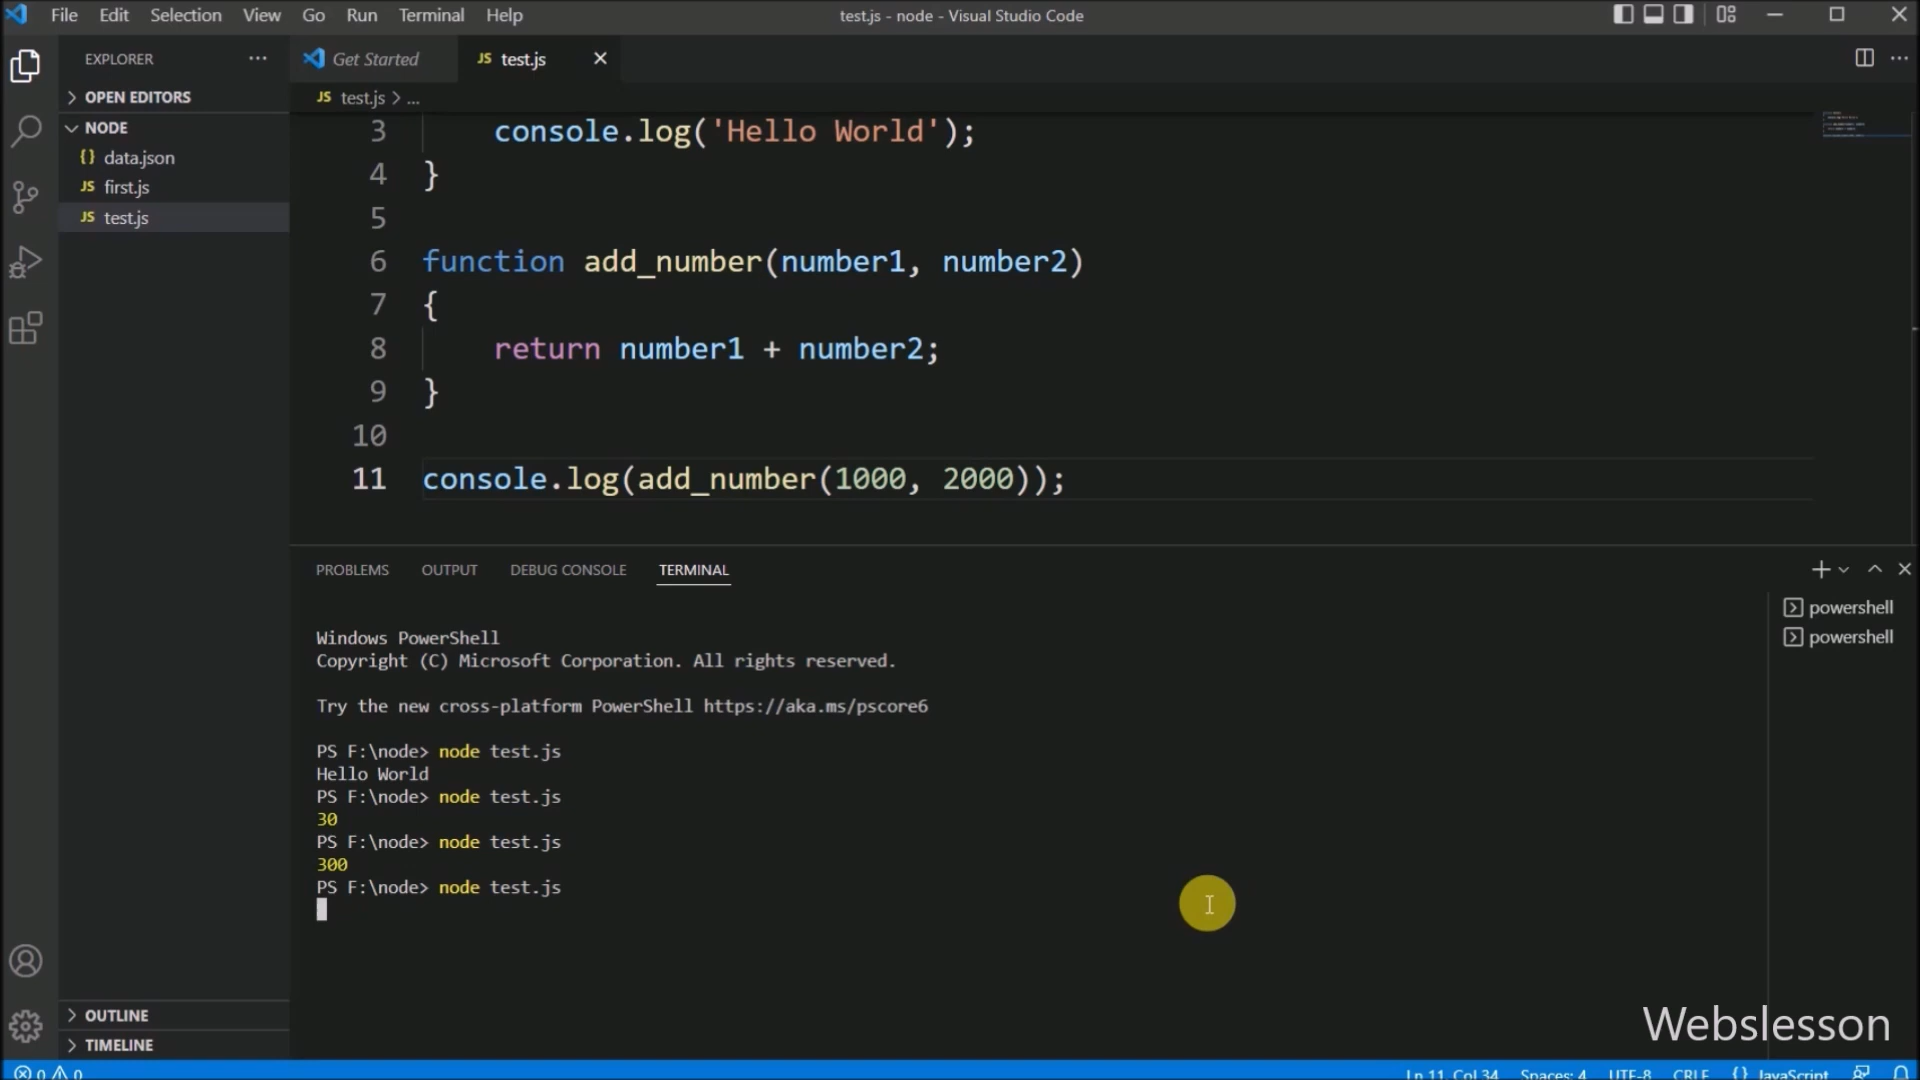 File Edit Selection View Go Run Terminal Help
test.js - node - Visual Studio Code
EXPLORER
OPEN EDITORS
NODE
{} data.json
JS first.js
JS test.js
OUTLINE
TIMELINE
Get Started
JS test.js
JS test.js > ...
3 console.log('Hello World');
4 }
5
6 function add_number(number1, number2)
7 {
8 return number1 + number2;
9 }
10
11 console.log(add_number(1000, 2000));
PROBLEMS OUTPUT DEBUG CONSOLE TERMINAL
Windows PowerShell
Copyright (C) Microsoft Corporation. All rights reserved.
Try the new cross-platform PowerShell https://aka.ms/pscore6
PS F:\node> node test.js
Hello World
PS F:\node> node test.js
30
PS F:\node> node test.js
300
PS F:\node> node test.js
powershell
powershell
Webslesson
0 0
Ln 11, Col 34 Spaces: 4 UTF-8 CRLF {} JavaScript